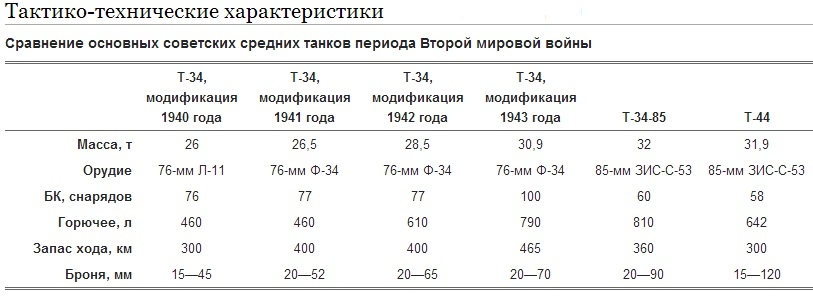 Тактико-технические характеристики
Сравнение основных советских средних танков периода Второй мировой войны
Т-34, Т-34, Т-34, Т-34,
модификация модификация модификация модификация
1940 года 1941 года 1942 года 1943 года Т-34-85 Т-44
Масса, т 26 26,5 28,5 30,9 32 31,9
Орудие 76-мм Л-11 76-мм Ф-34 76-мм Ф-34 76-мм Ф-34 85-мм ЗИС-С-53 85-мм ЗИС-С-53
БК, снарядов 76 77 77 100 60 58
Горючее, л 460 460 610 790 810 642
Запас хода, км 300 400 400 465 360 300
Броня, мм 15—45 20—52 20—65 20—70 20—90 15—120